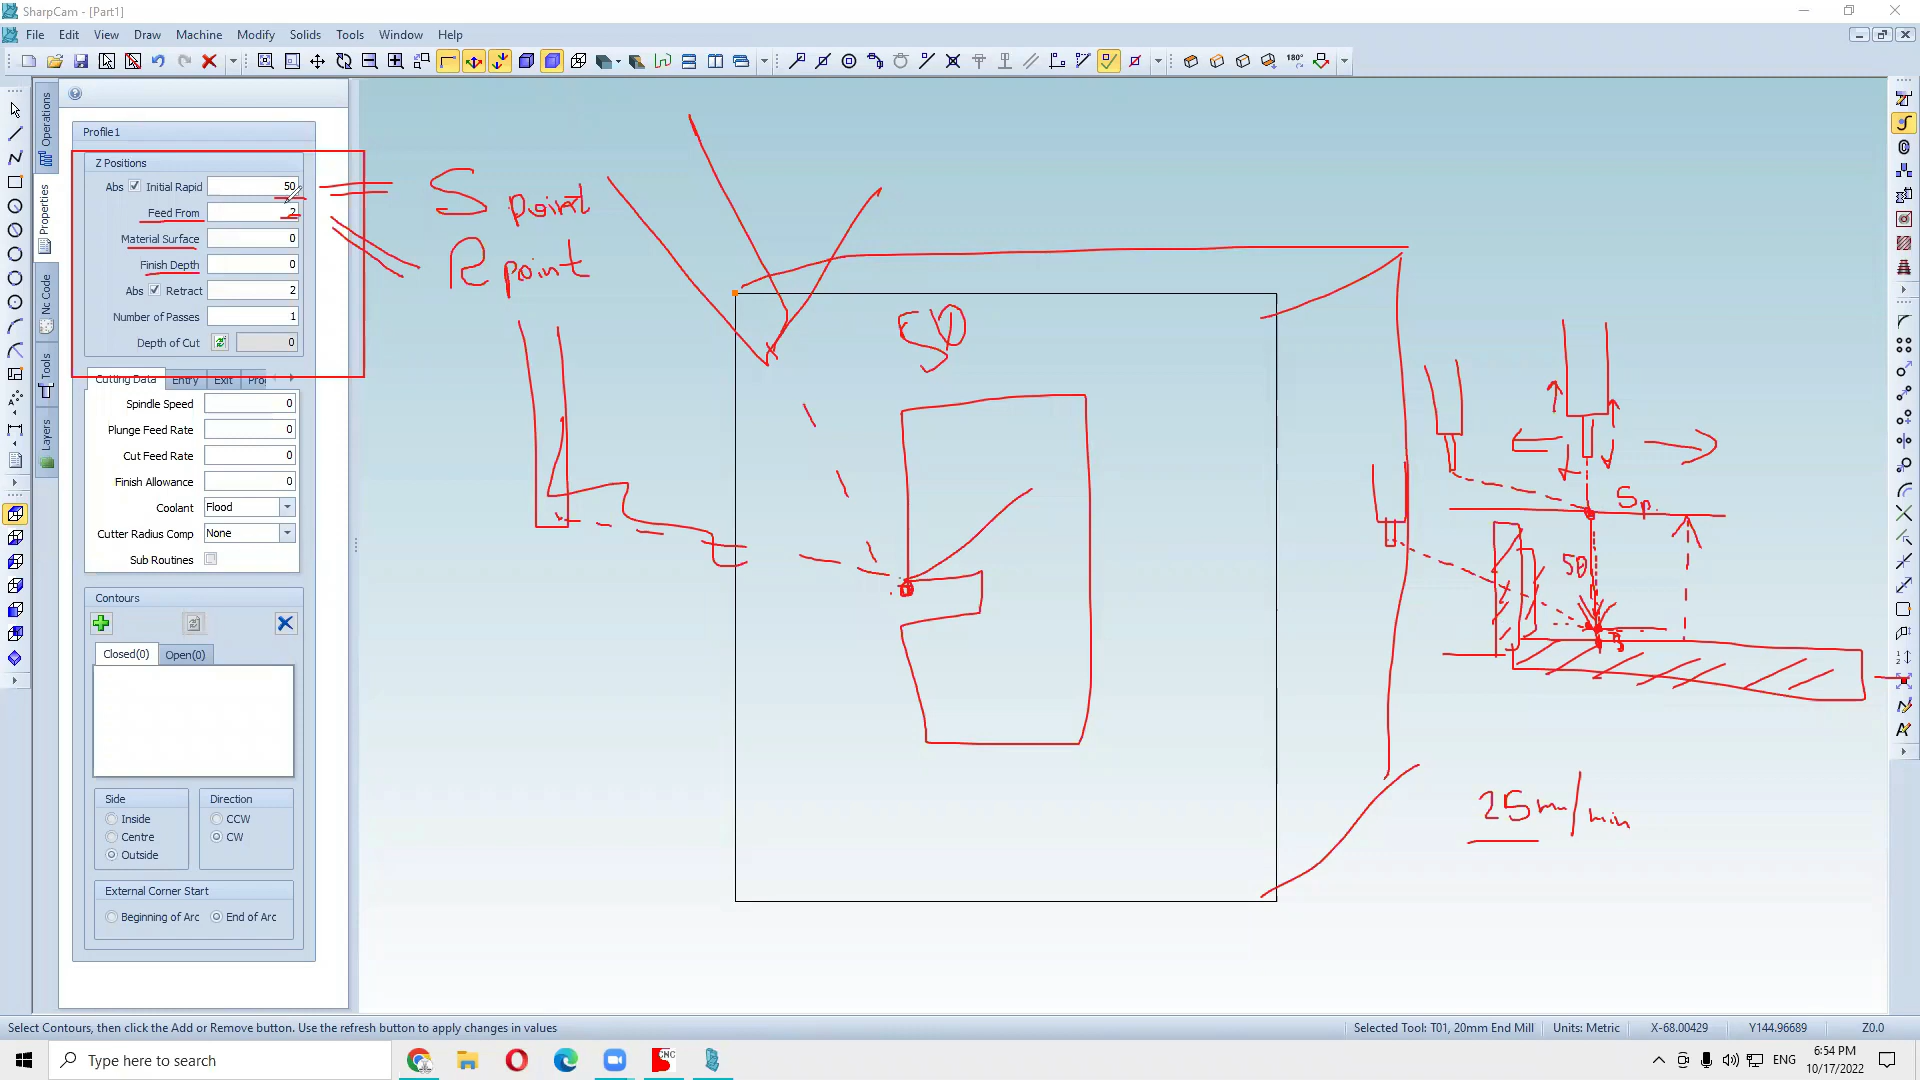 SharpCam - [Part1]
File Edit View Draw Machine Modify Solids Tools Window Help
180°
Operations
Properties
Nc Code
Tools
Layers
Profile1
Z Positions
Abs Initial Rapid 50
Feed From 2
Material Surface 0
Finish Depth 0
Abs Retract 2
Number of Passes 1
Depth of Cut 0
Cutting Data Entry Exit
Spindle Speed 0
Plunge Feed Rate 0
Cut Feed Rate 0
Finish Allowance 0
Coolant Flood
Cutter Radius Comp None
Sub Routines
Contours
Closed(0) Open(0)
Side
Inside
Centre
Outside
Direction
CCW
CW
External Corner Start
Beginning of Arc End of Arc
S point
R point
50
Sp.
50
25 mm/min
Select Contours, then click the Add or Remove button. Use the refresh button to apply changes in values
Selected Tool: T01, 20mm End Mill Units: Metric X-68.00429 Y144.96689 Z0.0
Type here to search
CNC
ENG
6:54 PM
10/17/2022